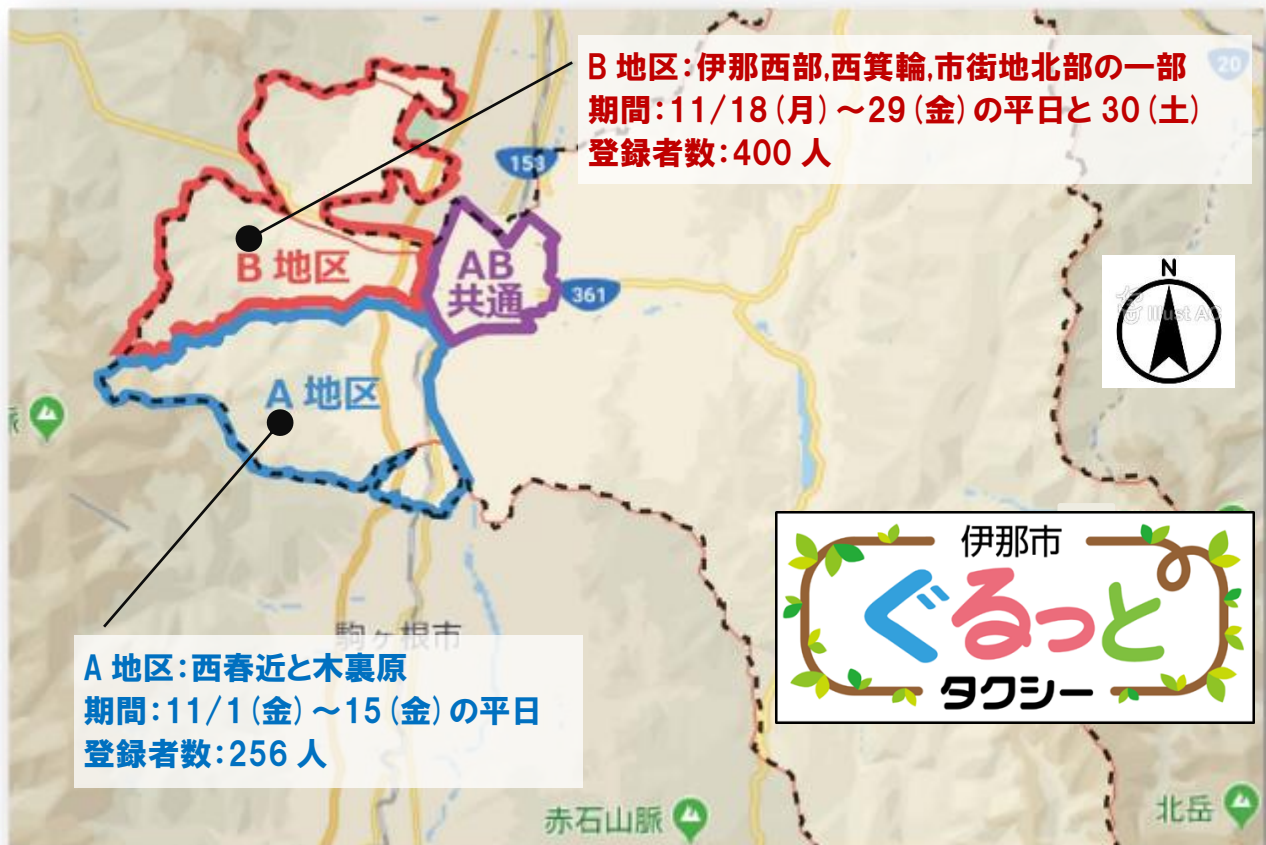 B 地区:伊那西部,西箕輪,市街地北部の一部
期間:11/18(月)～29(金)の平日と 30(土)
登録者数:400 人
20
153
B 地区
AB
共通
361
N
Illust AC
A 地区
伊那市
ぐるっと
タクシー
駒ヶ根市
A 地区:西春近と木裏原
期間:11/1(金)～15(金)の平日
登録者数:256 人
赤石山脈
北岳